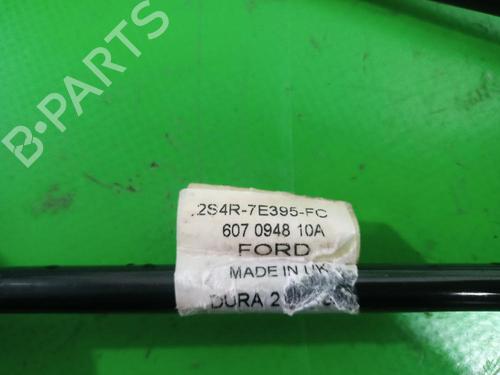 B-PARTS
2S4R-7E395-FC
607 0948 10A
FORD
MADE IN UK
DURA 2